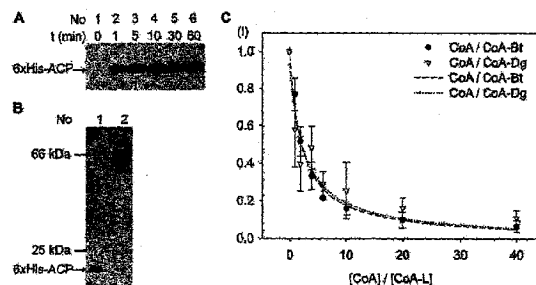 A
No 1 2 3 4 5 6
t (min) 0 1 5 10 30 60
6xHis-ACP
B
No 1 2
66 kDa
25 kDa
6xHis-ACP
C
(I)
CoA / CoA-Bt
CoA / CoA-Dg
CoA / CoA-Bt
CoA / CoA-Dg
1.0
0.8
0.6
0.4
0.2
0.0
0 10 20 30 40
[CoA] / [CoA-L]